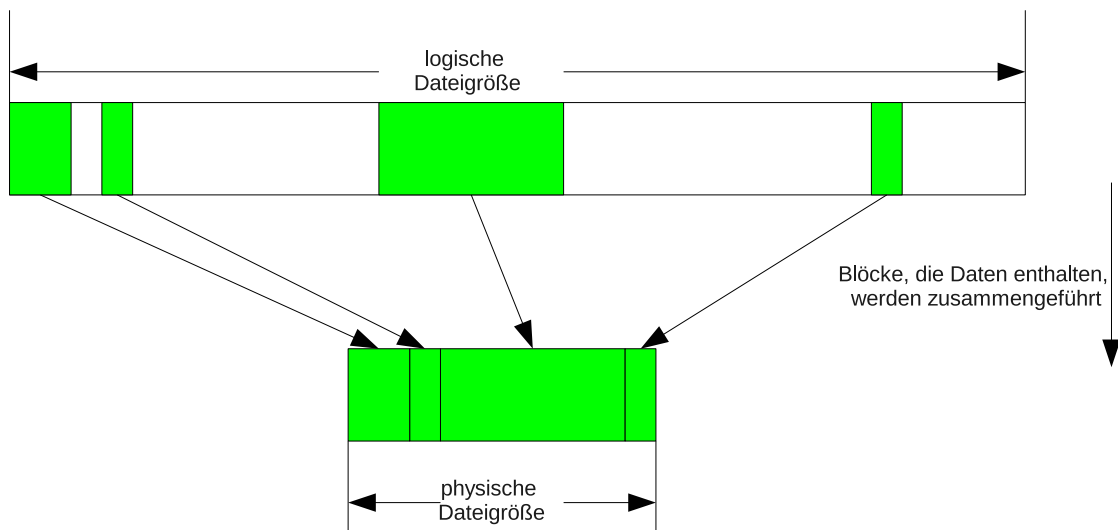 logische
Dateigröße
Blöcke, die Daten enthalten,
werden zusammengeführt
physische
Dateigröße